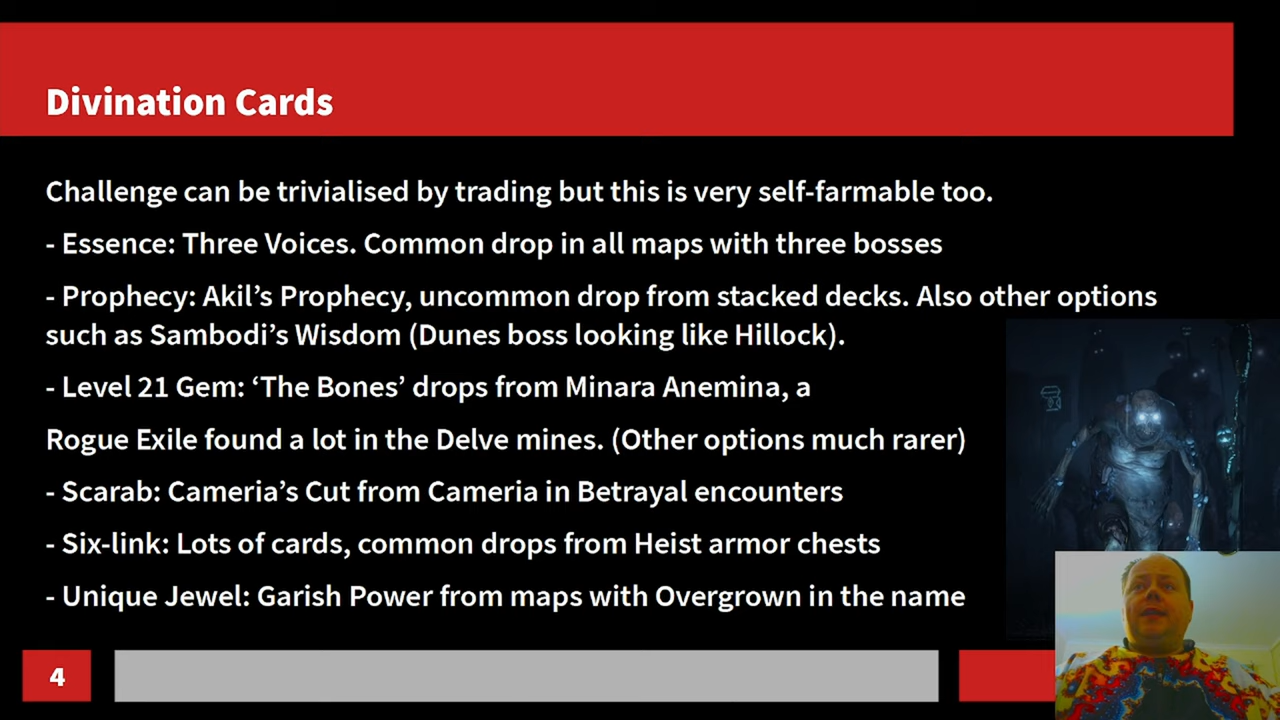 Divination Cards
Challenge can be trivialised by trading but this is very self-farmable too.
- Essence: Three Voices. Common drop in all maps with three bosses
- Prophecy: Akil’s Prophecy, uncommon drop from stacked decks. Also other options
such as Sambodi’s Wisdom (Dunes boss looking like Hillock).
- Level 21 Gem: ‘The Bones’ drops from Minara Anemina, a
Rogue Exile found a lot in the Delve mines. (Other options much rarer)
- Scarab: Cameria’s Cut from Cameria in Betrayal encounters
- Six-link: Lots of cards, common drops from Heist armor chests
- Unique Jewel: Garish Power from maps with Overgrown in the name
4